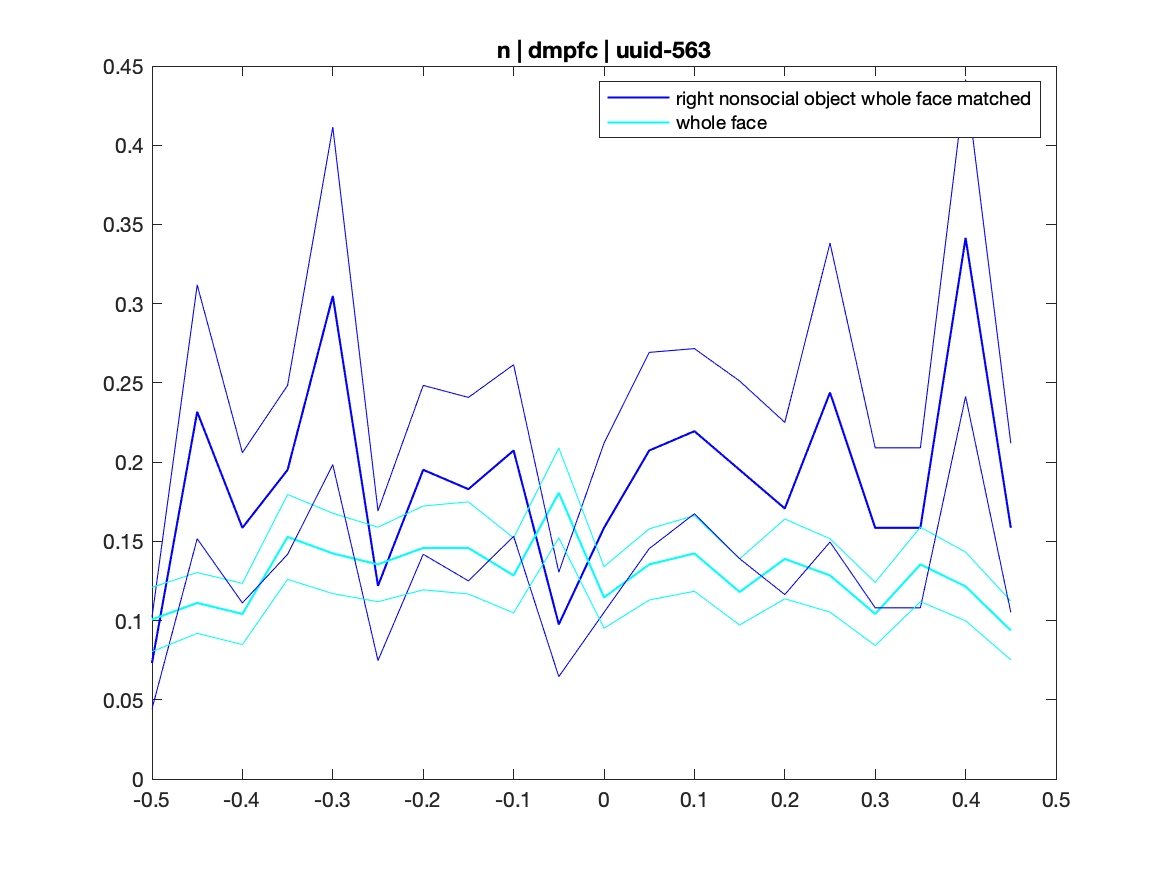 n | dmpfc | uuid-563
right nonsocial object whole face matched
whole face
0.45
0.4
0.35
0.3
0.25
0.2
0.15
0.1
0.05
0
-0.5 -0.4 -0.3 -0.2 -0.1 0 0.1 0.2 0.3 0.4 0.5